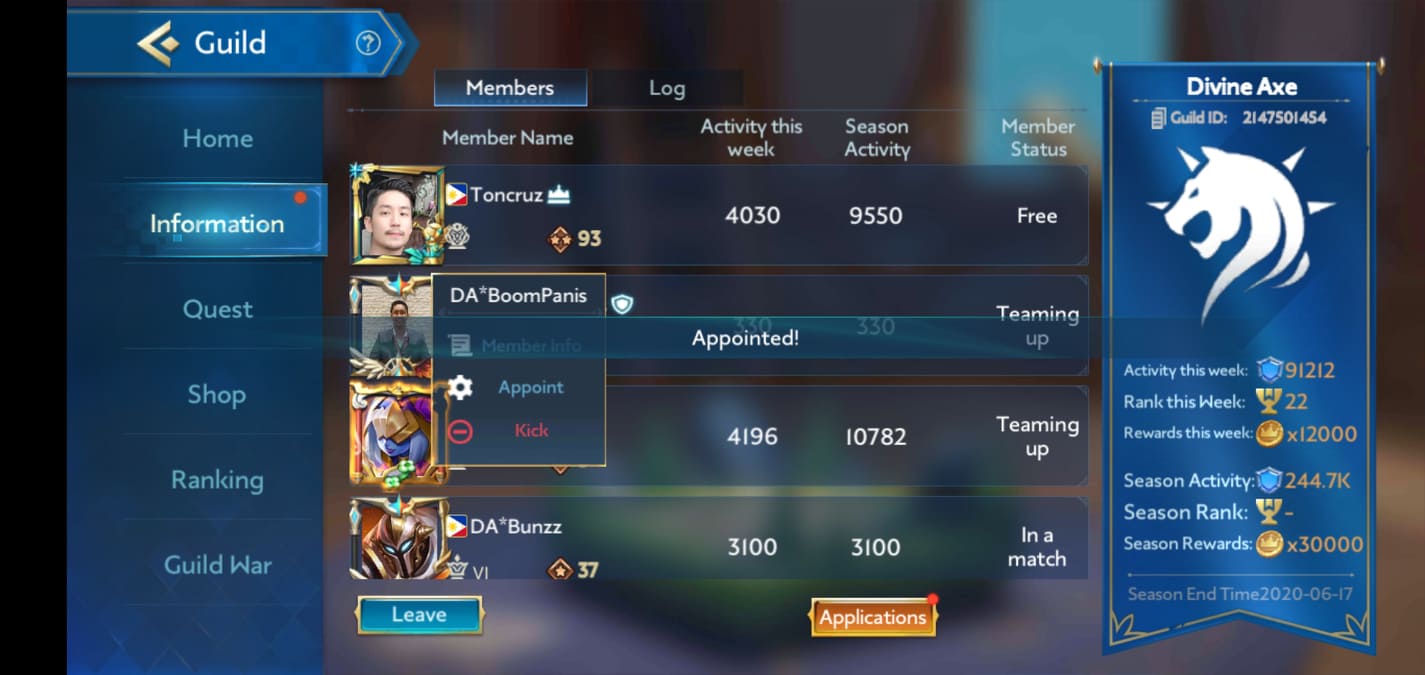 Guild
?
Home
Information
Quest
Shop
Ranking
Guild War
Members
Log
Member Name
Activity this
week
Season
Activity
Member
Status
Toncruz
93
4030
9550
Free
DA*BoomPanis
Member Info
Appoint
Kick
330
330
Teaming
up
Appointed!
4196
10782
Teaming
up
DA*Bunzz
VI
37
3100
3100
In a
match
Leave
Applications
Divine Axe
Guild ID: 2147501454
Activity this week: 91212
Rank this Week: 22
Rewards this week: x12000
Season Activity: 244.7K
Season Rank: -
Season Rewards: x30000
Season End Time2020-06-17